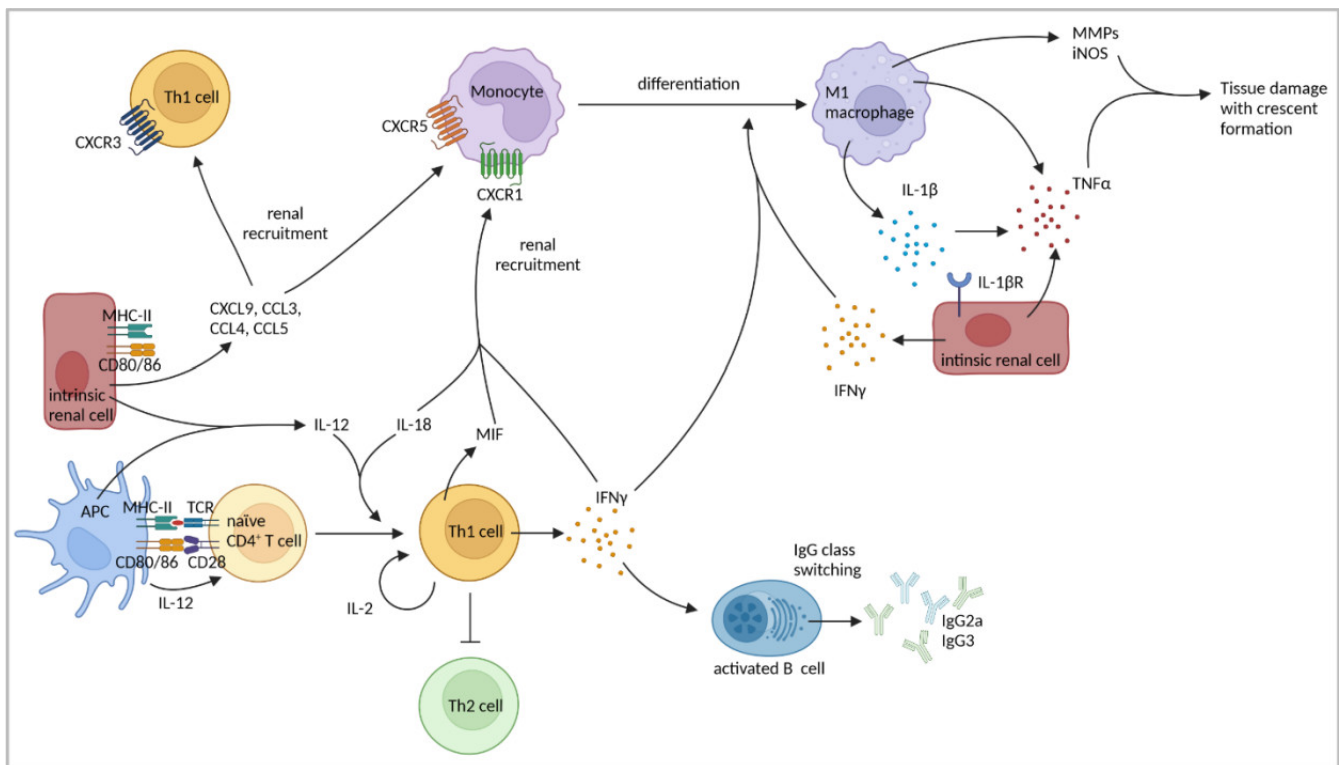 Th1 cell
CXCR3
Monocyte
CXCR5
CXCR1
differentiation
M1
macrophage
MMPs
iNOS
Tissue damage
with crescent
formation
TNFα
IL-1β
IL-1βR
intinsic renal cell
IFNγ
renal
recruitment
renal
recruitment
CXCL9, CCL3,
CCL4, CCL5
MHC-II
CD80/86
intrinsic
renal cell
IL-12
IL-18
MIF
APC
MHC-II
TCR
naïve
CD4⁺ T cell
CD80/86
CD28
IL-12
Th1 cell
IL-2
IFNγ
IgG class
switching
IgG2a
IgG3
activated B cell
Th2 cell